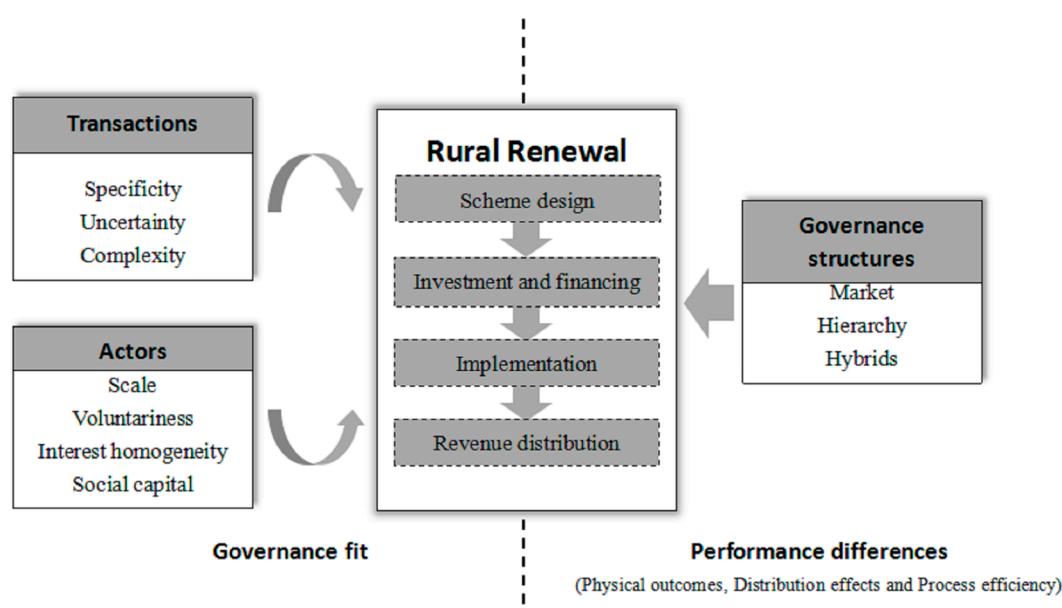 Transactions
Specificity
Uncertainty
Complexity
Actors
Scale
Voluntariness
Interest homogeneity
Social capital
Rural Renewal
Scheme design
Investment and financing
Implementation
Revenue distribution
Governance
structures
Market
Hierarchy
Hybrids
Governance fit
Performance differences
(Physical outcomes, Distribution effects and Process efficiency)